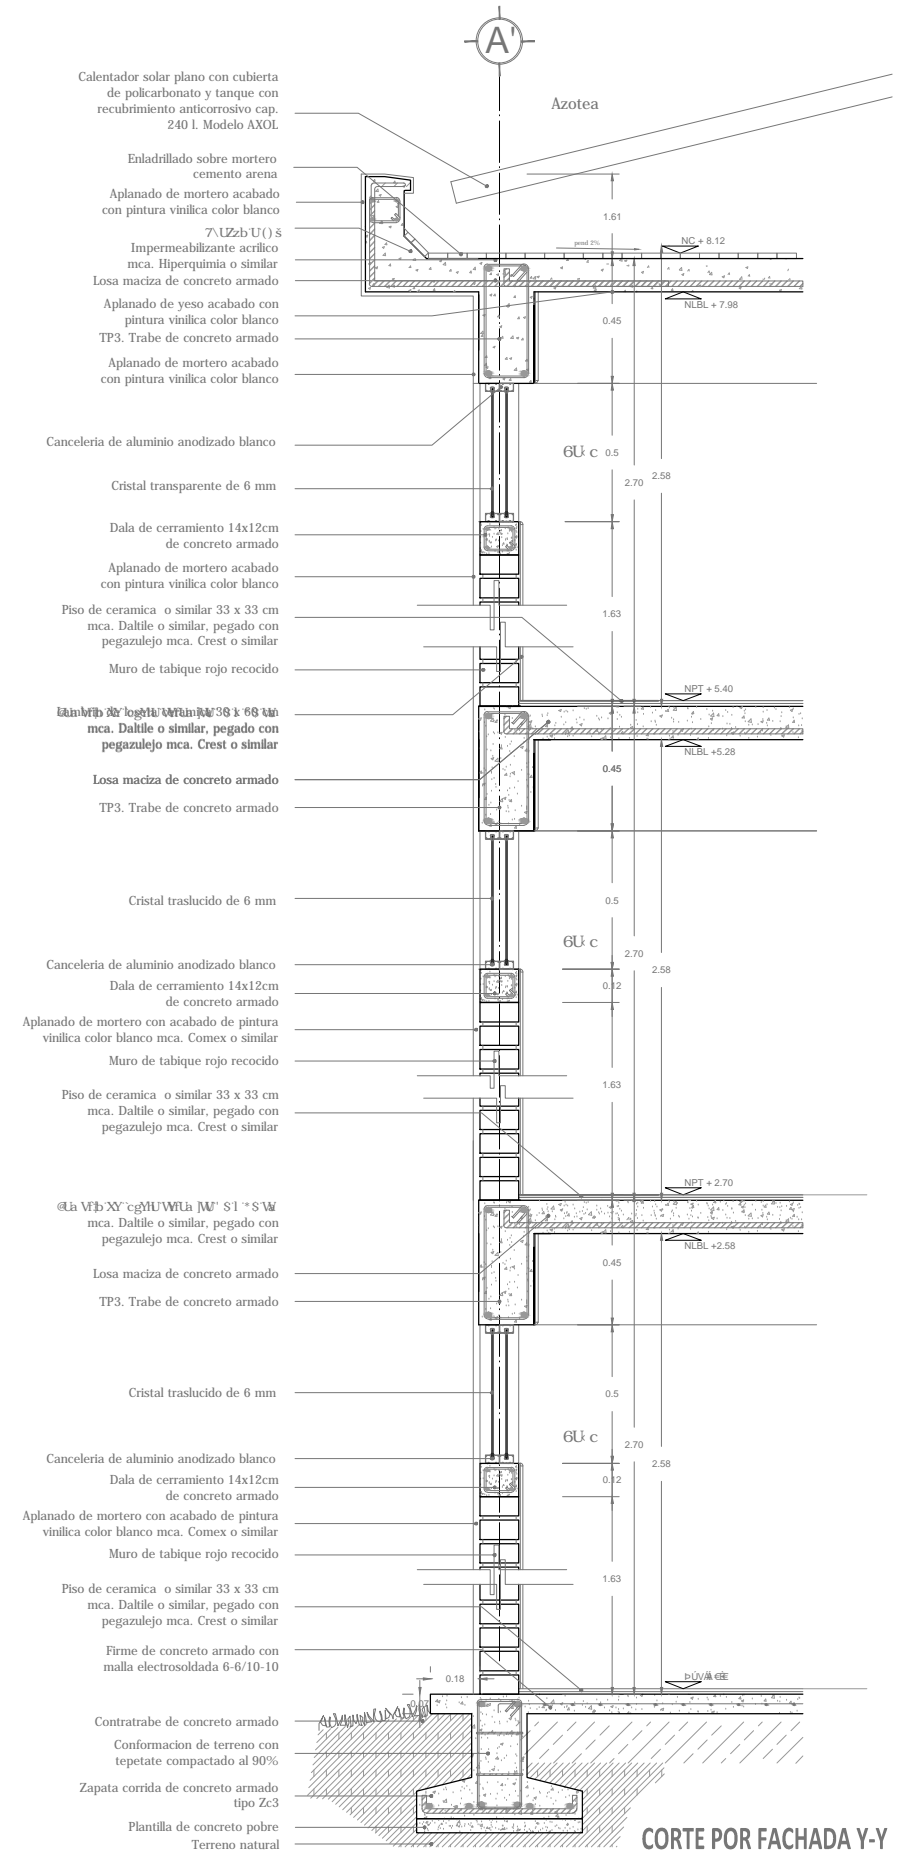 A'
Calentador solar plano con cubierta
de policarbonato y tanque con
recubrimiento anticorrosivo cap.
240 l. Modelo AXOL
Azotea
Enladrillado sobre mortero
cemento arena
Aplanado de mortero acabado
con pintura vinilica color blanco
1.61
Impermeabilizante acrilico
mca. Hiperquimia o similar
pend 2%
NC + 8.12
Losa maciza de concreto armado
Aplanado de yeso acabado con
pintura vinilica color blanco
NLBL + 7.98
0.45
TP3. Trabe de concreto armado
Aplanado de mortero acabado
con pintura vinilica color blanco
Canceleria de aluminio anodizado blanco
0.5
2.70
2.58
Cristal transparente de 6 mm
Dala de cerramiento 14x12cm
de concreto armado
Aplanado de mortero acabado
con pintura vinilica color blanco
Piso de ceramica o similar 33 x 33 cm
mca. Daltile o similar, pegado con
pegazulejo mca. Crest o similar
1.63
Muro de tabique rojo recocido
NPT + 5.40
mca. Daltile o similar, pegado con
pegazulejo mca. Crest o similar
NLBL +5.28
0.45
Losa maciza de concreto armado
TP3. Trabe de concreto armado
Cristal traslucido de 6 mm
0.5
2.70
2.58
Canceleria de aluminio anodizado blanco
Dala de cerramiento 14x12cm
de concreto armado
0.12
Aplanado de mortero con acabado de pintura
vinilica color blanco mca. Comex o similar
Muro de tabique rojo recocido
1.63
Piso de ceramica o similar 33 x 33 cm
mca. Daltile o similar, pegado con
pegazulejo mca. Crest o similar
NPT + 2.70
mca. Daltile o similar, pegado con
pegazulejo mca. Crest o similar
NLBL +2.58
0.45
Losa maciza de concreto armado
TP3. Trabe de concreto armado
Cristal traslucido de 6 mm
0.5
2.70
2.58
Canceleria de aluminio anodizado blanco
Dala de cerramiento 14x12cm
de concreto armado
0.12
Aplanado de mortero con acabado de pintura
vinilica color blanco mca. Comex o similar
Muro de tabique rojo recocido
1.63
Piso de ceramica o similar 33 x 33 cm
mca. Daltile o similar, pegado con
pegazulejo mca. Crest o similar
Firme de concreto armado con
malla electrosoldada 6-6/10-10
0.18
0.07
Contratrabe de concreto armado
Conformacion de terreno con
tepetate compactado al 90%
Zapata corrida de concreto armado
tipo Zc3
Plantilla de concreto pobre
Terreno natural
CORTE POR FACHADA Y-Y